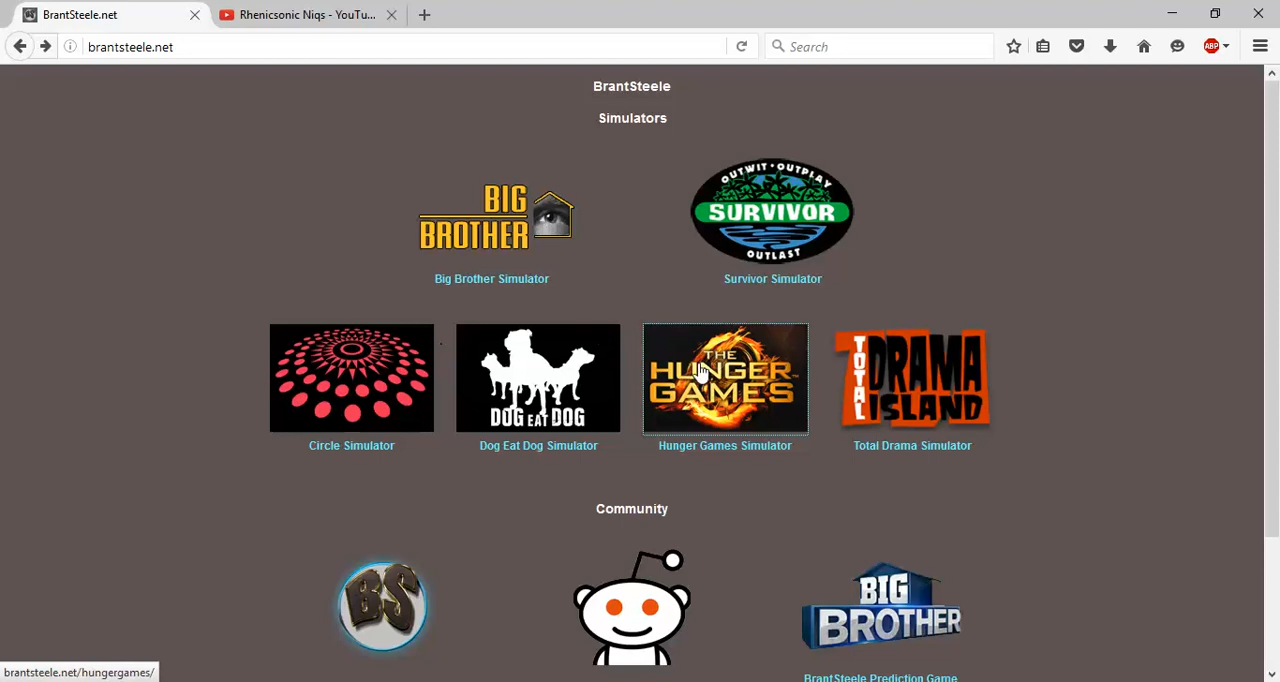 BrantSteele.net
Rhenicsonic Niqs - YouTu...
brantsteele.net
Search
ABP
BrantSteele
Simulators
BIG
BROTHER
OUTWIT • OUTPLAY
SURVIVOR
OUTLAST
Big Brother Simulator
Survivor Simulator
DOG EAT DOG
THE
HUNGER
GAMES
TOTAL
DRAMA
ISLAND
Circle Simulator
Dog Eat Dog Simulator
Hunger Games Simulator
Total Drama Simulator
Community
BS
BIG
BROTHER
brantsteele.net/hungergames/
BrantSteele Prediction Game